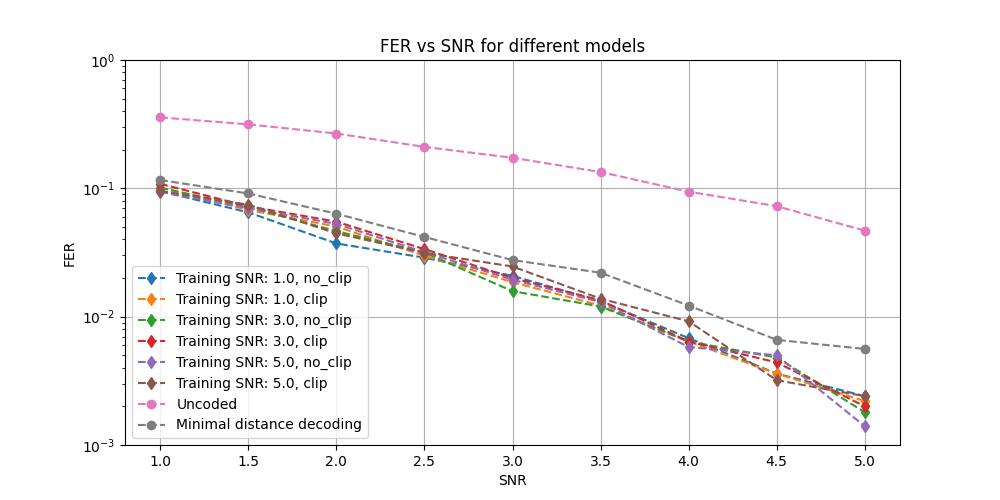 FER vs SNR for different models
FER
10^0
10^−1
10^−2
10^−3
Training SNR: 1.0, no_clip
Training SNR: 1.0, clip
Training SNR: 3.0, no_clip
Training SNR: 3.0, clip
Training SNR: 5.0, no_clip
Training SNR: 5.0, clip
Uncoded
Minimal distance decoding
1.0 1.5 2.0 2.5 3.0 3.5 4.0 4.5 5.0
SNR